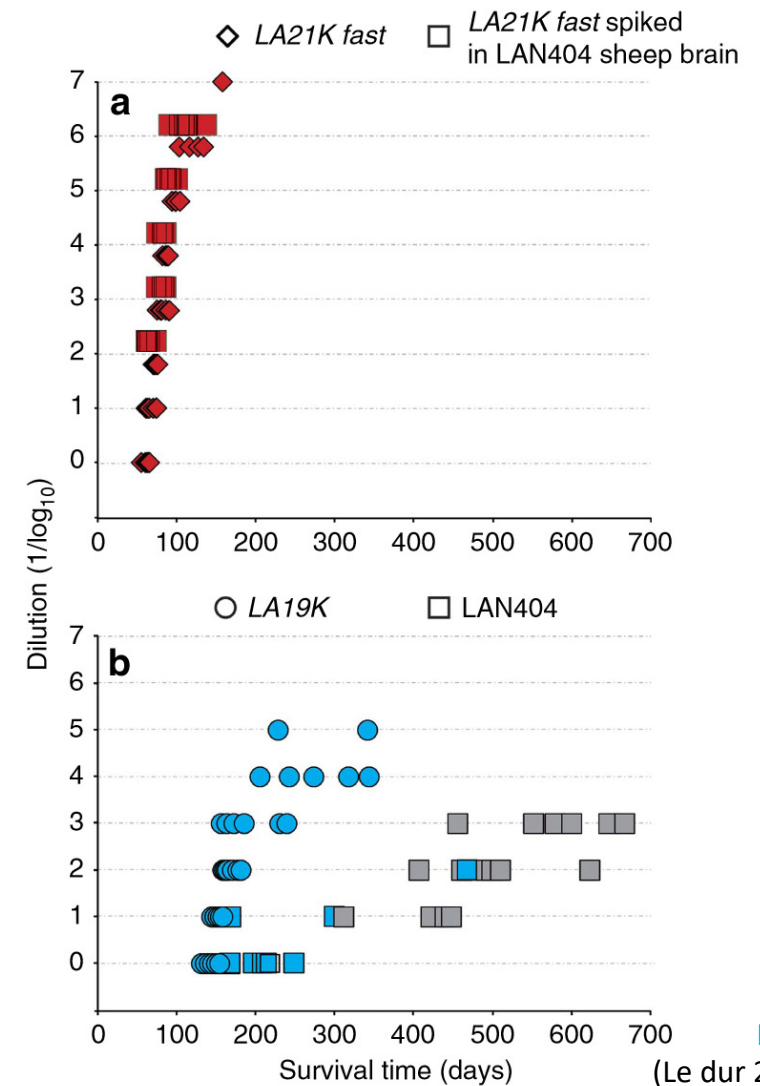 LA21K fast
LA21K fast spiked
in LAN404 sheep brain
a
7
6
5
4
3
2
1
0
0 100 200 300 400 500 600 700
Dilution (1/log10)
LA19K
LAN404
b
7
6
5
4
3
2
1
0
0 100 200 300 400 500 600 700
Survival time (days)
(Le dur 2